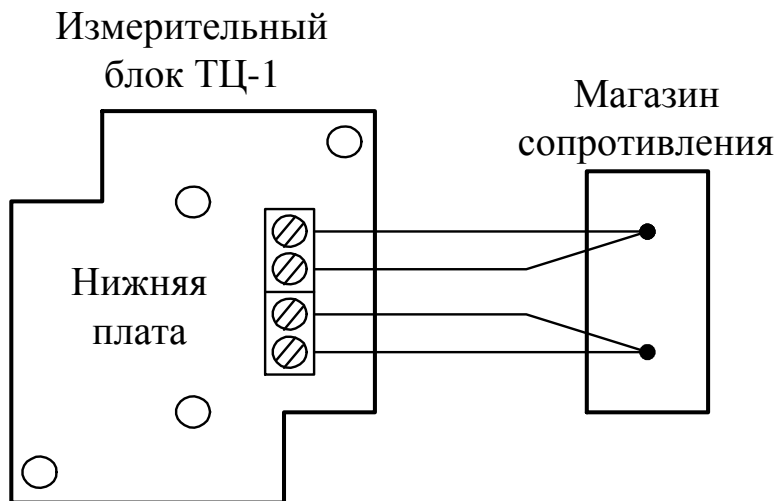 Измерительный
блок ТЦ-1
Магазин
сопротивления
Нижняя
плата